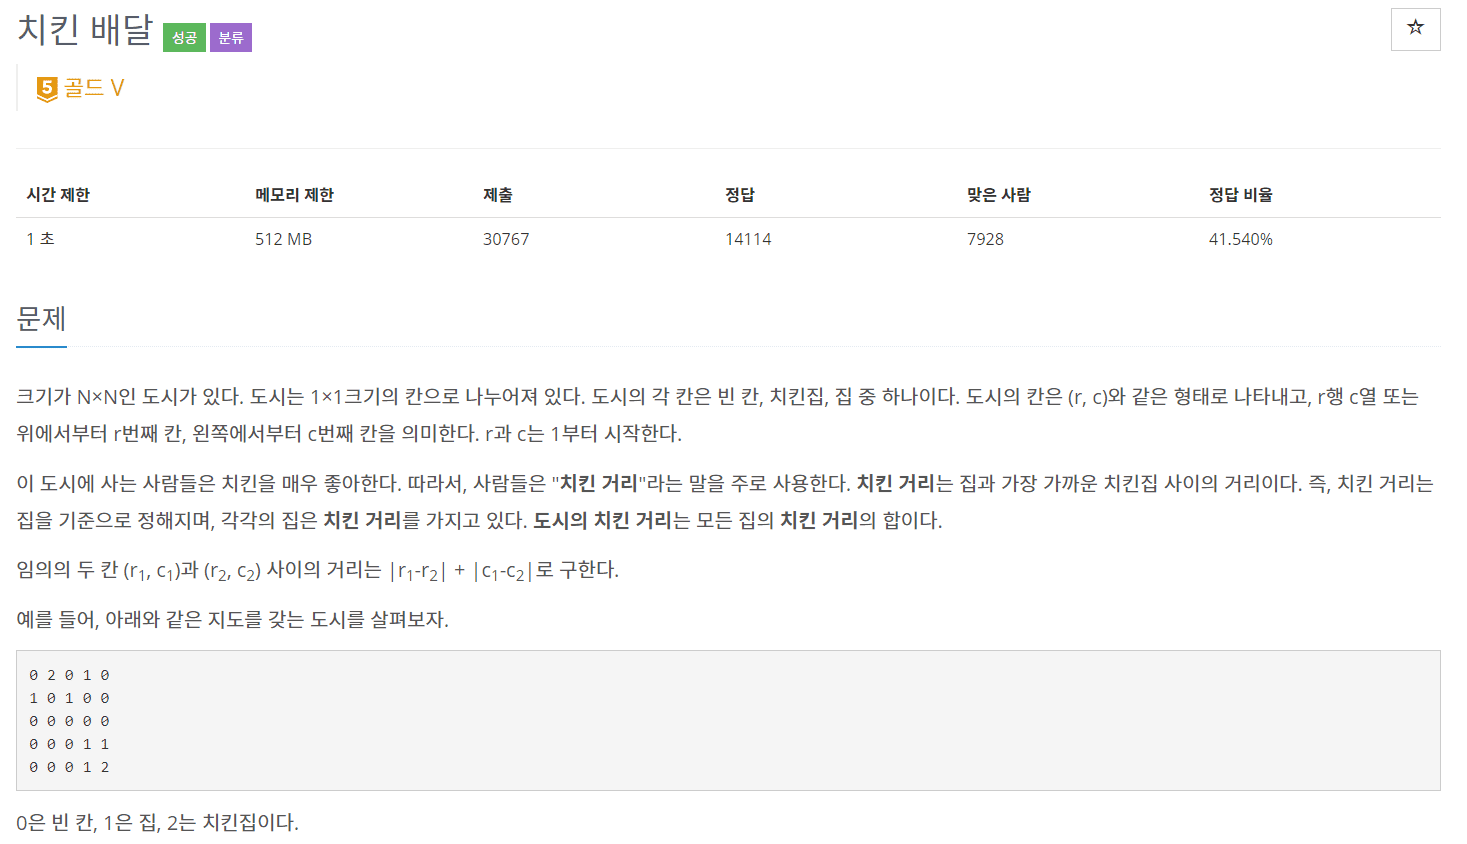 치킨 배달 성공 분류
☆
5 골드 V
시간 제한 메모리 제한 제출 정답 맞은 사람 정답 비율
1 초 512 MB 30767 14114 7928 41.540%
문제
크기가 N×N인 도시가 있다. 도시는 1×1크기의 칸으로 나누어져 있다. 도시의 각 칸은 빈 칸, 치킨집, 집 중 하나이다. 도시의 칸은 (r, c)와 같은 형태로 나타내고, r행 c열 또는
위에서부터 r번째 칸, 왼쪽에서부터 c번째 칸을 의미한다. r과 c는 1부터 시작한다.
이 도시에 사는 사람들은 치킨을 매우 좋아한다. 따라서, 사람들은 "치킨 거리"라는 말을 주로 사용한다. 치킨 거리는 집과 가장 가까운 치킨집 사이의 거리이다. 즉, 치킨 거리는
집을 기준으로 정해지며, 각각의 집은 치킨 거리를 가지고 있다. 도시의 치킨 거리는 모든 집의 치킨 거리의 합이다.
임의의 두 칸 (r₁, c₁)과 (r₂, c₂) 사이의 거리는 |r₁-r₂| + |c₁-c₂|로 구한다.
예를 들어, 아래와 같은 지도를 갖는 도시를 살펴보자.
0 2 0 1 0
1 0 1 0 0
0 0 0 0 0
0 0 0 1 1
0 0 0 1 2
0은 빈 칸, 1은 집, 2는 치킨집이다.